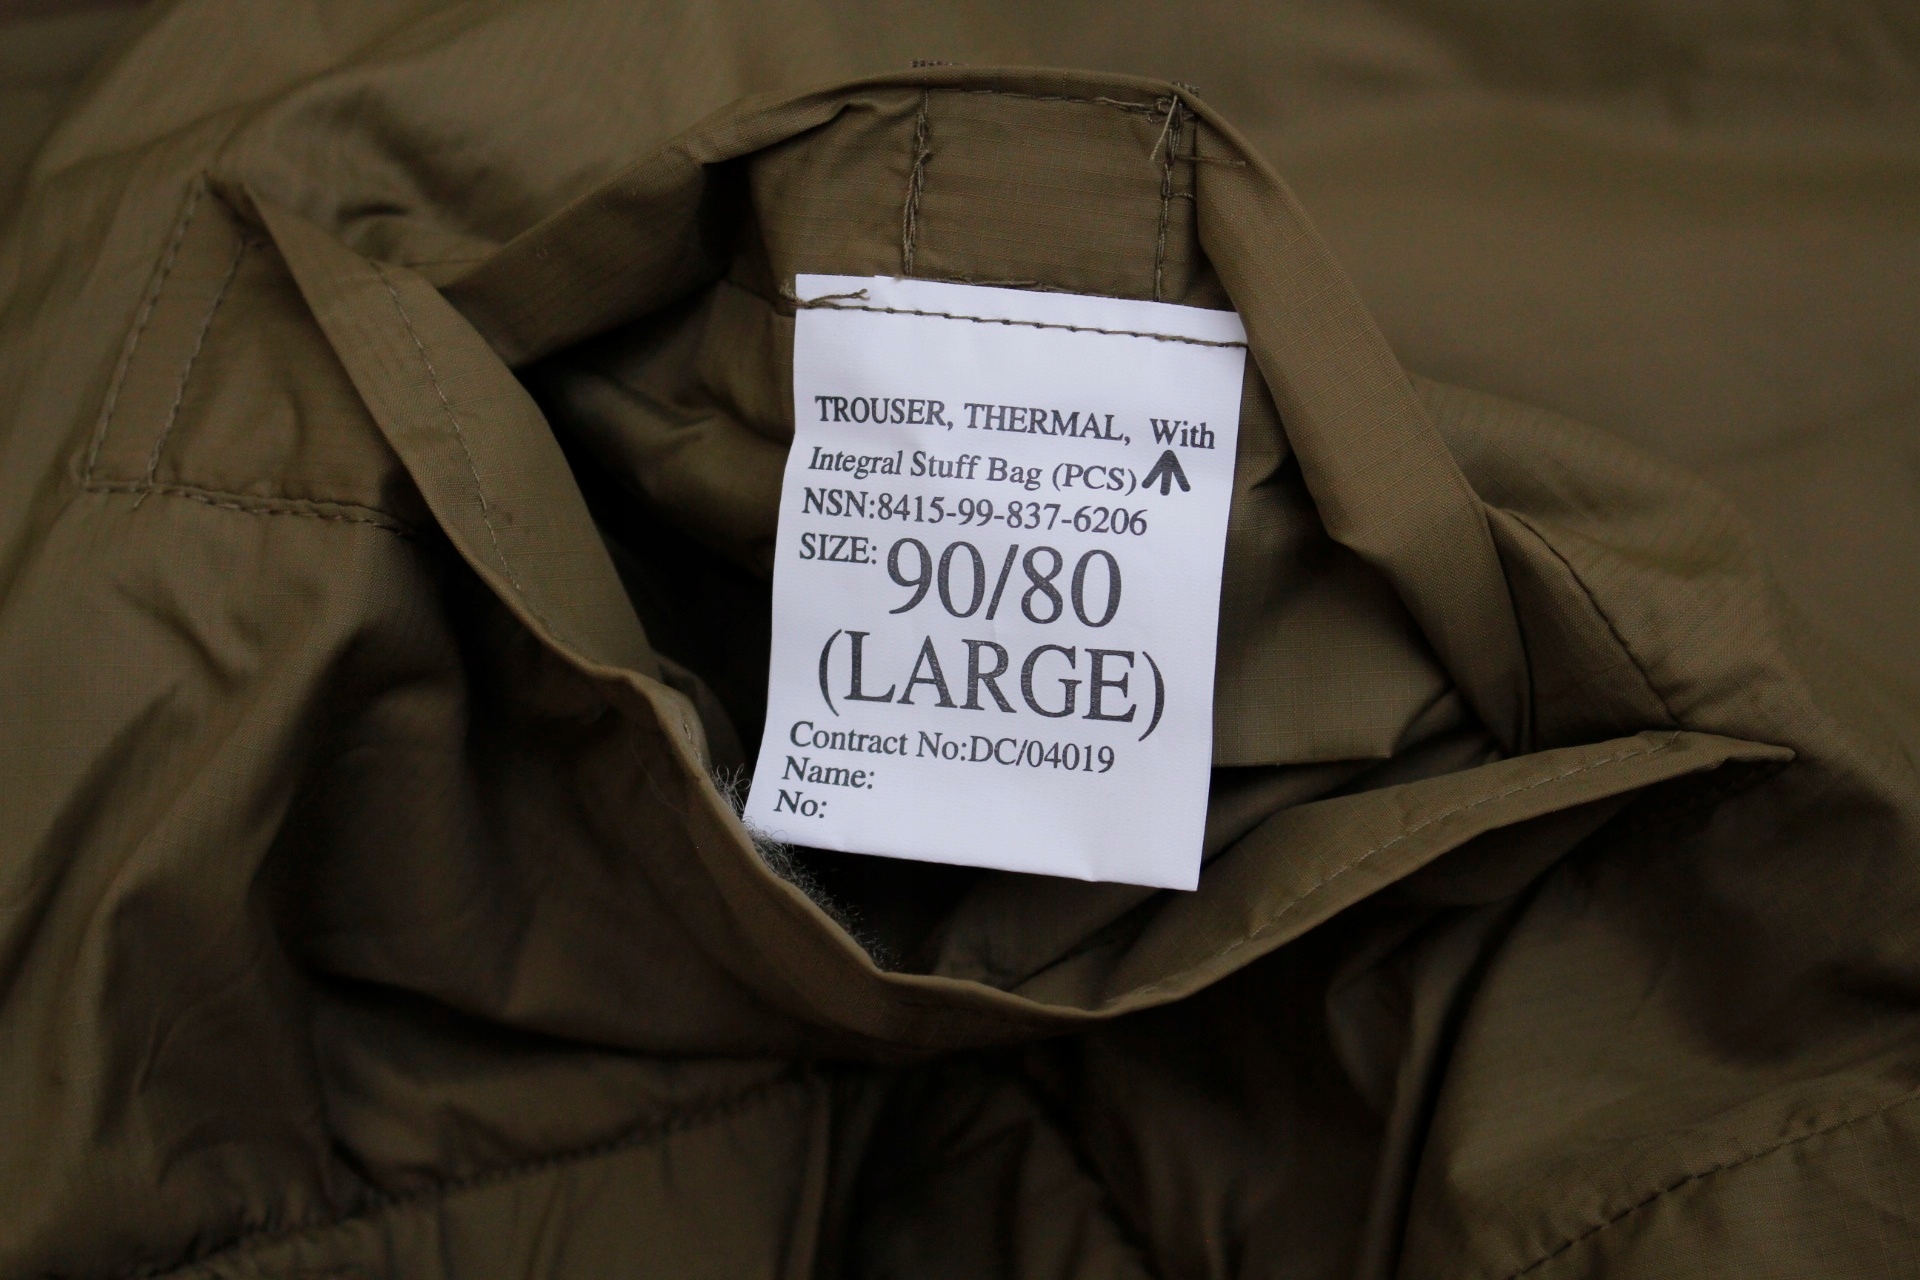 TROUSER, THERMAL, With
Integral Stuff Bag (PCS)
NSN:8415-99-837-6206
SIZE: 90/80
(LARGE)
Contract No:DC/04019
Name:
No: